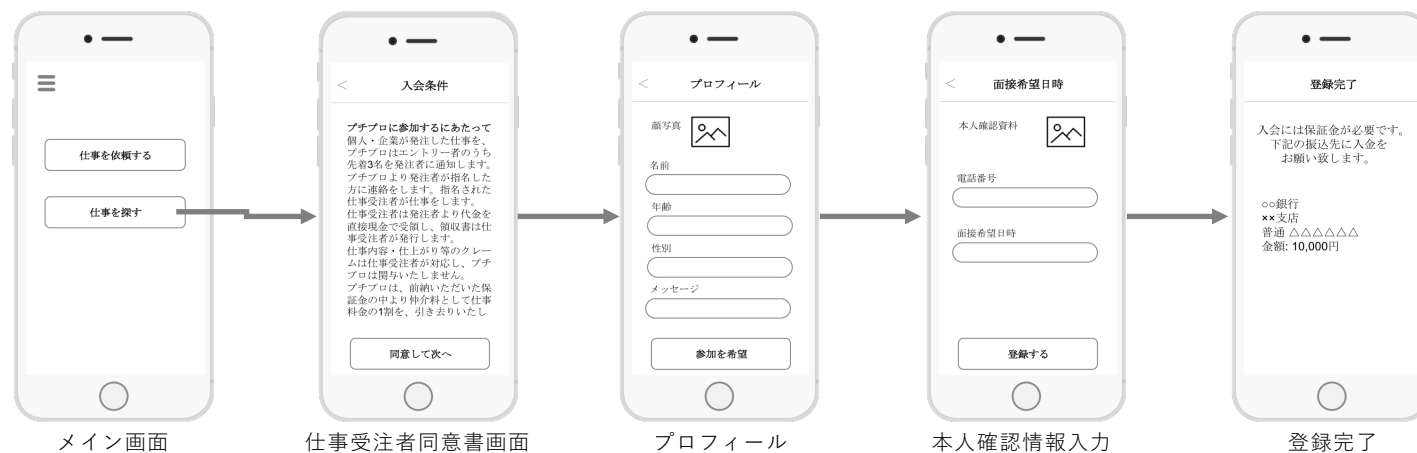 仕事を依頼する
仕事を探す
メイン画面
<
入会条件
プチプロに参加するにあたって
個人・企業が発注した仕事を、
プチプロはエントリー者のうち
先着3名を発注者に通知します。
プチプロより発注者が指名した
方に連絡をします。指名された
仕事受注者が仕事をします。
仕事受注者は発注者より代金を
直接現金で受領し、領収書は仕
事受注者が発行します。
仕事内容・仕上がり等のクレー
ムは仕事受注者が対応し、プチ
プロは関与いたしません。
プチプロは、前納いただいた保
証金の中より仲介料として仕事
料金の1割を、引き去りいたし
同意して次へ
仕事受注者同意書画面
<
プロフィール
顔写真
名前
年齢
性別
メッセージ
参加を希望
プロフィール
<
面接希望日時
本人確認資料
電話番号
面接希望日時
登録する
本人確認情報入力
登録完了
入会には保証金が必要です。
下記の振込先に入金を
お願い致します。
○○銀行
××支店
普通 △△△△△△
金額: 10,000円
登録完了